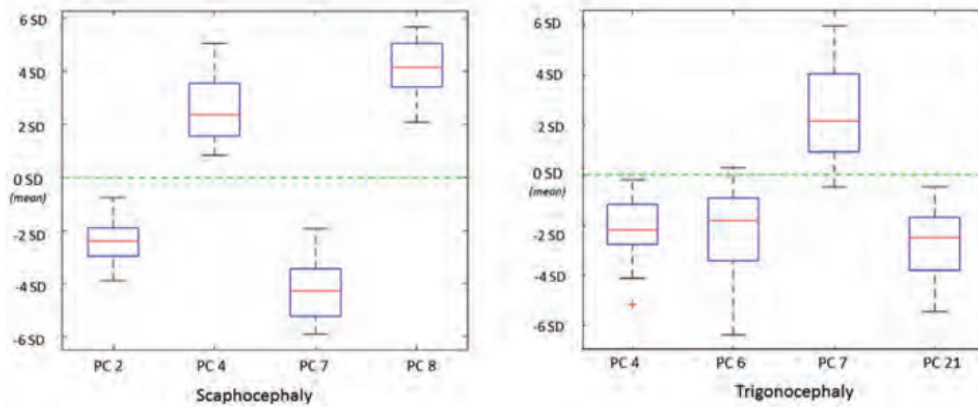 6 SD
4 SD
2 SD
0 SD
(mean)
-2 SD
-4 SD
-6 SD
PC 2 PC 4 PC 7 PC 8
Scaphocephaly
6 SD
4 SD
2 SD
0 SD
(mean)
-2 SD
-4 SD
-6 SD
PC 4 PC 6 PC 7 PC 21
Trigonocephaly